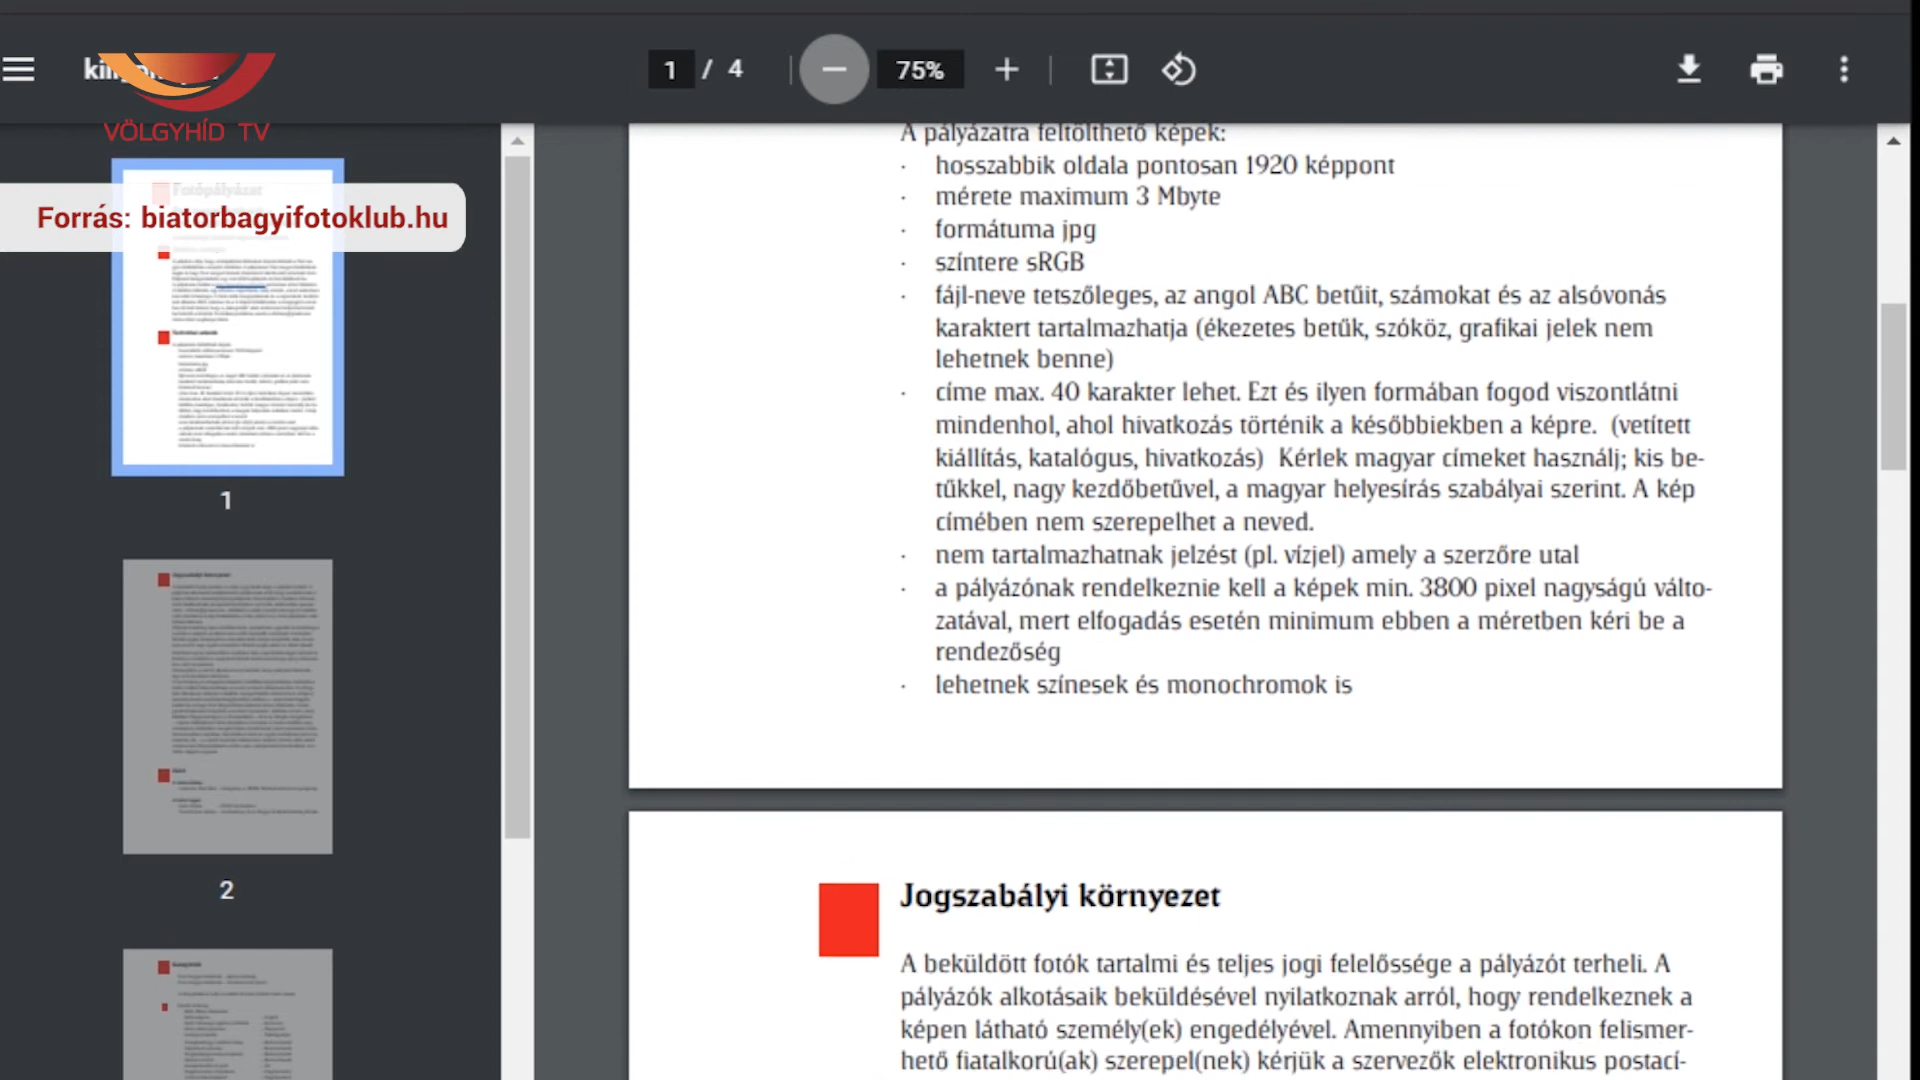 1 / 4
75%
VÖLGYHÍD TV
Fotópályázat
Forrás: biatorbagyifotoklub.hu
1
2
A pályázatra feltölthető képek:
· hosszabbik oldala pontosan 1920 képpont
· mérete maximum 3 Mbyte
· formátuma jpg
· színtere sRGB
· fájl-neve tetszőleges, az angol ABC betűit, számokat és az alsóvonás
karaktert tartalmazhatja (ékezetes betűk, szóköz, grafikai jelek nem
lehetnek benne)
· címe max. 40 karakter lehet. Ezt és ilyen formában fogod viszontlátni
mindenhol, ahol hivatkozás történik a későbbiekben a képre. (vetített
kiállítás, katalógus, hivatkozás) Kérlek magyar címeket használj; kis be-
tűkkel, nagy kezdőbetűvel, a magyar helyesírás szabályai szerint. A kép
címében nem szerepelhet a neved.
· nem tartalmazhatnak jelzést (pl. vízjel) amely a szerzőre utal
· a pályázónak rendelkeznie kell a képek min. 3800 pixel nagyságú válto-
zatával, mert elfogadás esetén minimum ebben a méretben kéri be a
rendezőség
· lehetnek színesek és monochromok is
Jogszabályi környezet
A beküldött fotók tartalmi és teljes jogi felelőssége a pályázót terheli. A
pályázók alkotásaik beküldésével nyilatkoznak arról, hogy rendelkeznek a
képen látható személy(ek) engedélyével. Amennyiben a fotókon felismer-
hető fiatalkorú(ak) szerepel(nek) kérjük a szervezők elektronikus postací-